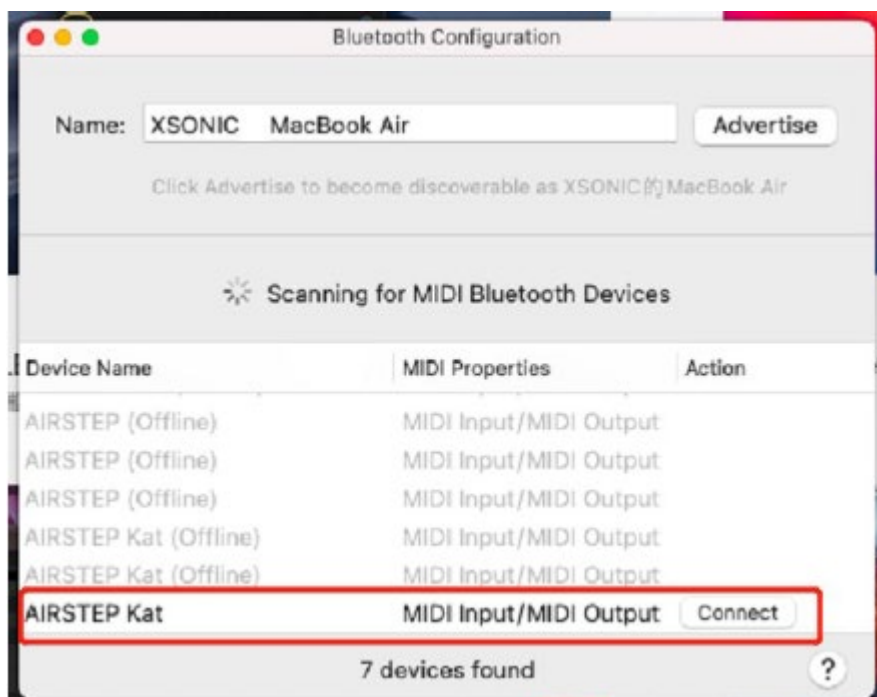 Bluetooth Configuration
Name: XSONIC MacBook Air Advertise
Click Advertise to become discoverable as XSONIC的MacBook Air
Scanning for MIDI Bluetooth Devices
Device Name MIDI Properties Action
AIRSTEP (Offline) MIDI Input/MIDI Output
AIRSTEP (Offline) MIDI Input/MIDI Output
AIRSTEP (Offline) MIDI Input/MIDI Output
AIRSTEP Kat (Offline) MIDI Input/MIDI Output
AIRSTEP Kat (Offline) MIDI Input/MIDI Output
AIRSTEP Kat MIDI Input/MIDI Output Connect
7 devices found ?